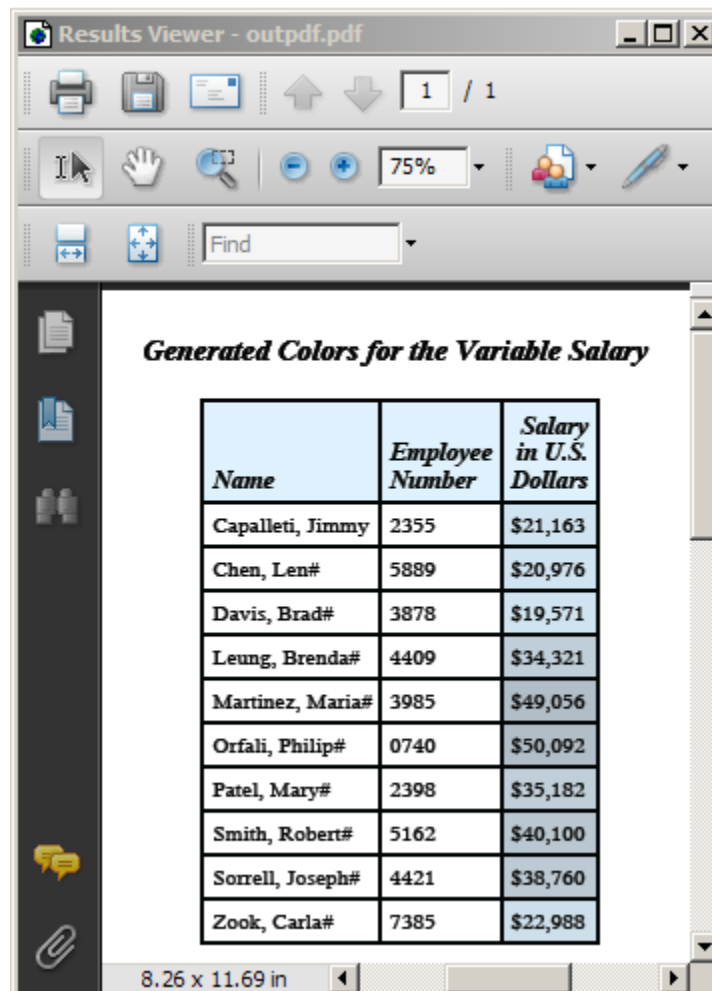 Results Viewer - outpdf.pdf
1 / 1
75%
Find
Generated Colors for the Variable Salary
Name Employee Number Salary in U.S. Dollars
Capalleti, Jimmy 2355 $21,163
Chen, Len# 5889 $20,976
Davis, Brad# 3878 $19,571
Leung, Brenda# 4409 $34,321
Martinez, Maria# 3985 $49,056
Orfali, Philip# 0740 $50,092
Patel, Mary# 2398 $35,182
Smith, Robert# 5162 $40,100
Sorrell, Joseph# 4421 $38,760
Zook, Carla# 7385 $22,988
8.26 x 11.69 in